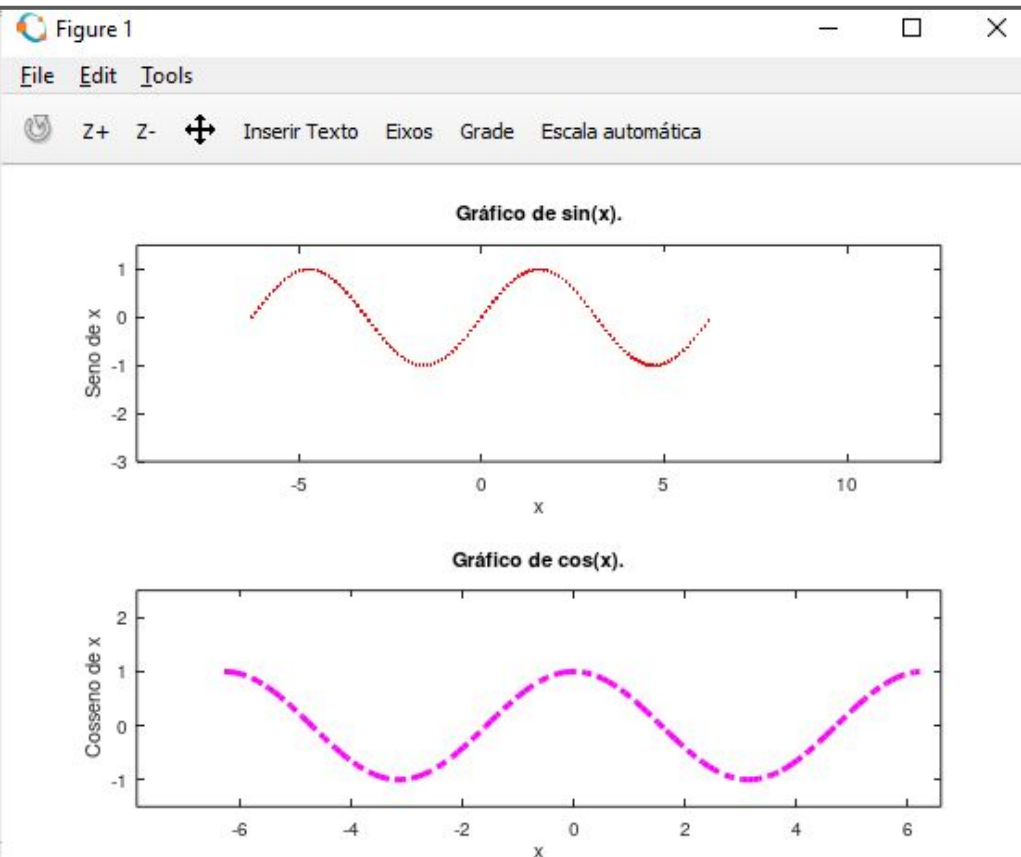 Figure 1
File Edit Tools
Z+ Z- Inserir Texto Eixos Grade Escala automática
Gráfico de sin(x).
Seno de x
1
0
-1
-2
-3
-5 0 5 10
x
Gráfico de cos(x).
Cosseno de x
2
1
0
-1
-6 -4 -2 0 2 4 6
x